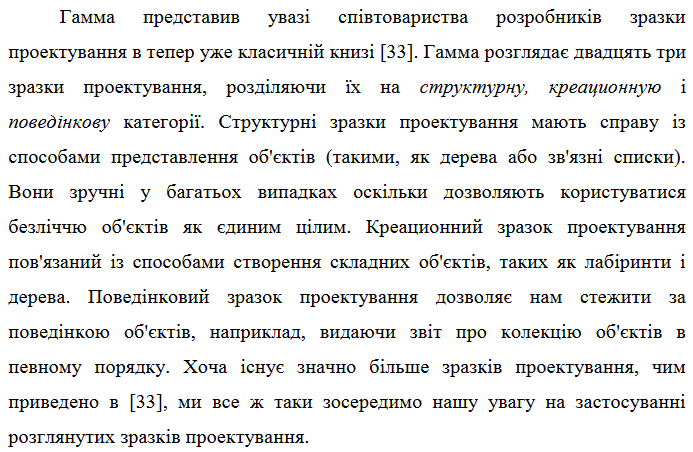 Гамма представив увазі співтовариства розробників зразки
проектування в тепер уже класичній книзі [33]. Гамма розглядає двадцять три
зразки проектування, розділяючи їх на структурну, креационную і
поведінкову категорії. Структурні зразки проектування мають справу із
способами представлення об'єктів (такими, як дерева або зв'язні списки).
Вони зручні у багатьох випадках оскільки дозволяють користуватися
безліччю об'єктів як єдиним цілим. Креационний зразок проектування
пов'язаний із способами створення складних об'єктів, таких як лабіринти і
дерева. Поведінковий зразок проектування дозволяє нам стежити за
поведінкою об'єктів, наприклад, видаючи звіт про колекцію об'єктів в
певному порядку. Хоча існує значно більше зразків проектування, чим
приведено в [33], ми все ж таки зосередимо нашу увагу на застосуванні
розглянутих зразків проектування.